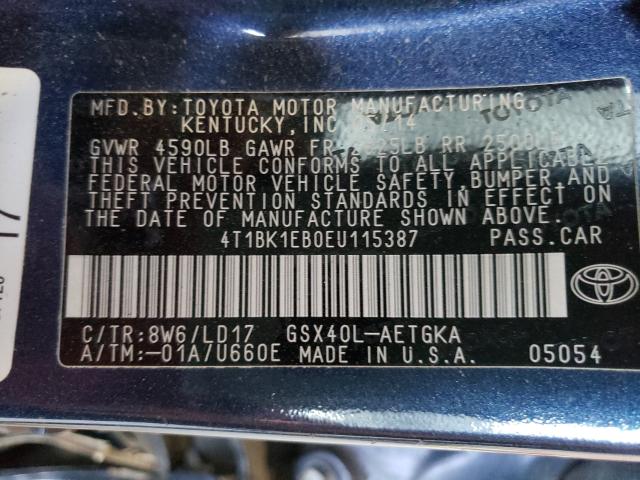 MFD. BY: TOYOTA MOTOR MANUFACTURING,
KENTUCKY, INC 14
GVWR 4590LB GAWR FR RR
THIS VEHICLE CONFORMS TO ALL APPLICABLE
FEDERAL MOTOR VEHICLE SAFETY, BUMPER AND
THEFT PREVENTION STANDARDS IN EFFECT ON
THE DATE OF MANUFACTURE SHOWN ABOVE.
4T1BK1EB0EU115387 PASS.CAR
C/TR: 8W6/LD17 GSX40L-AETGKA
A/TM:-01A/U660E MADE IN U.S.A. 05054